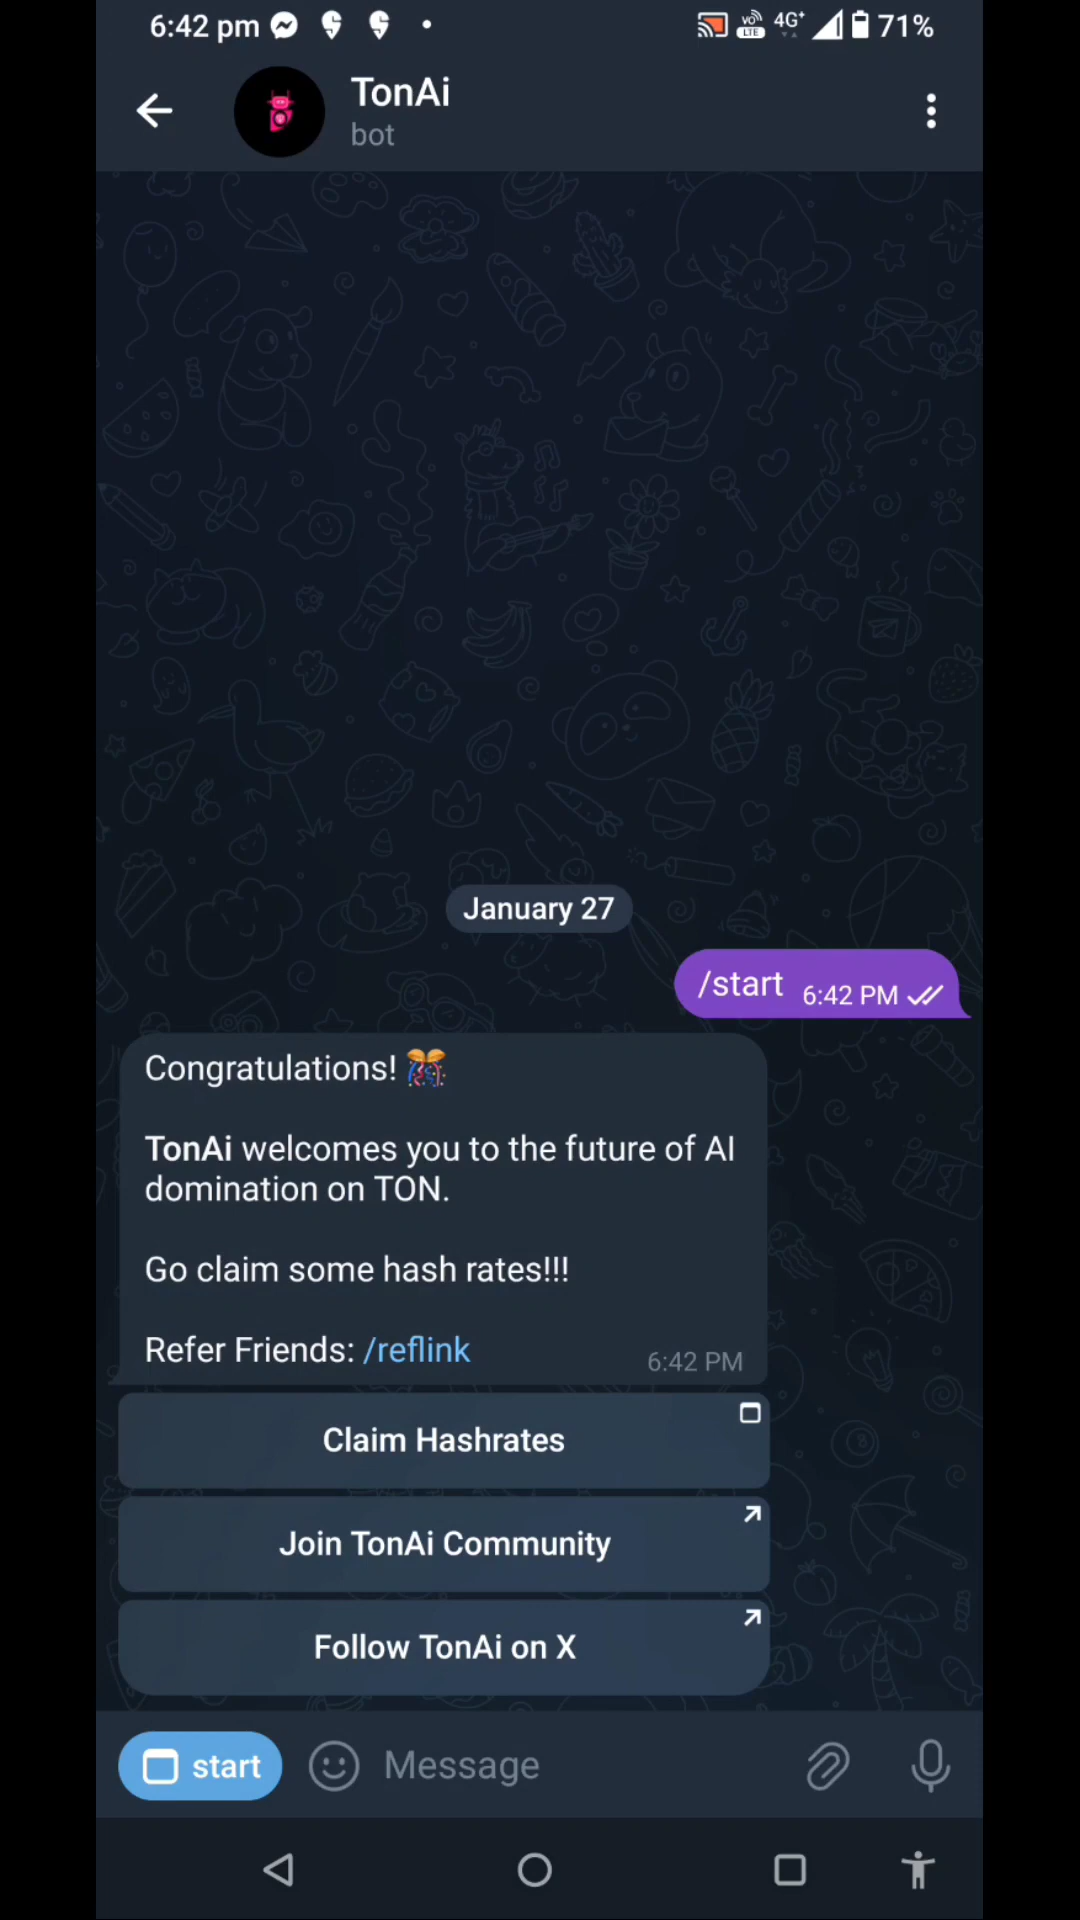 6:42 pm
VO LTE 4G+ 71%
TonAi
bot
January 27
/start 6:42 PM
Congratulations! 🎊
TonAi welcomes you to the future of AI
domination on TON.
Go claim some hash rates!!!
Refer Friends: /reflink
6:42 PM
Claim Hashrates
Join TonAi Community
Follow TonAi on X
start Message